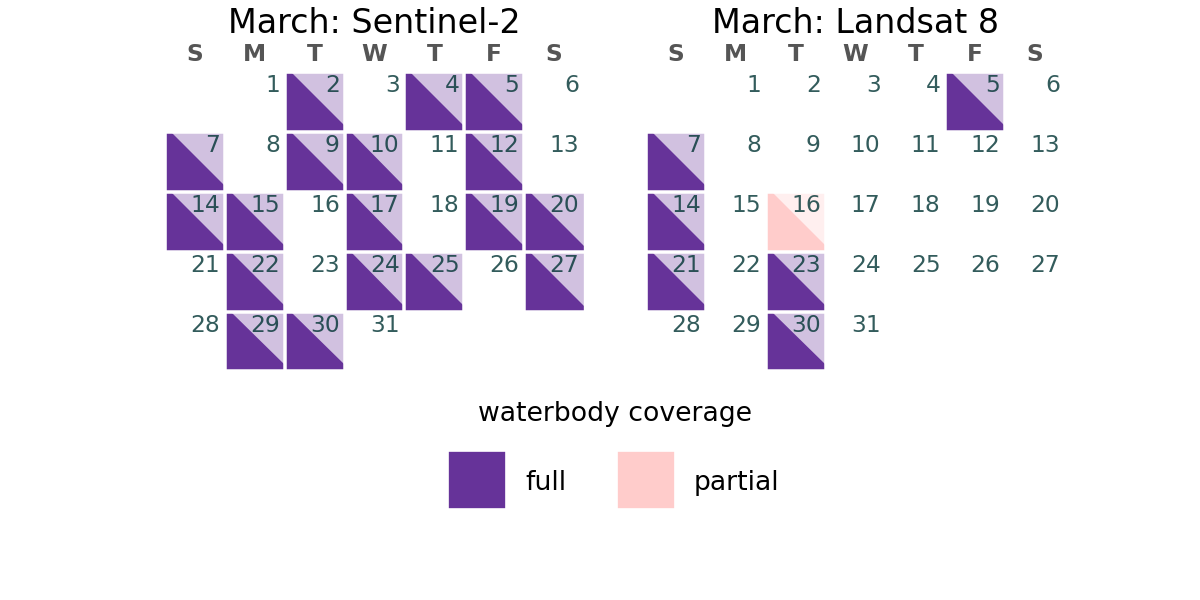 March: Sentinel-2
S M T W T F S
1 2 3 4 5 6
7 8 9 10 11 12 13
14 15 16 17 18 19 20
21 22 23 24 25 26 27
28 29 30 31
March: Landsat 8
S M T W T F S
1 2 3 4 5 6
7 8 9 10 11 12 13
14 15 16 17 18 19 20
21 22 23 24 25 26 27
28 29 30 31
waterbody coverage
full partial